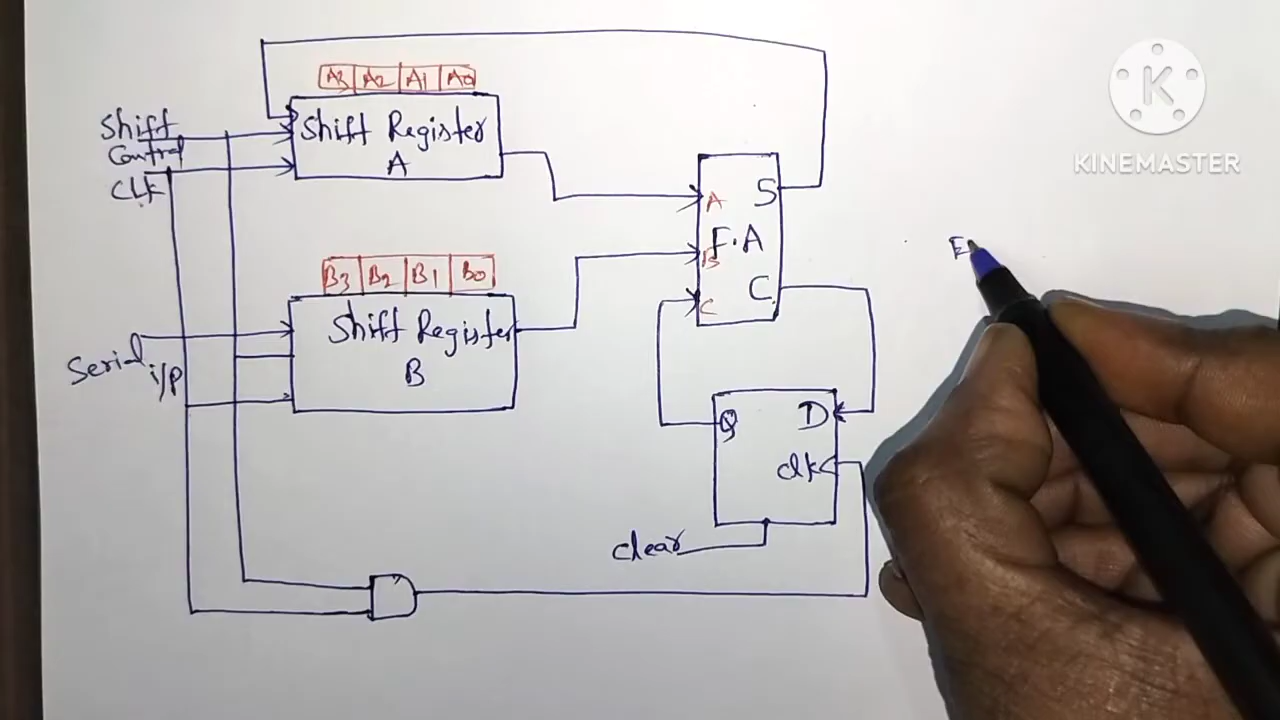 A3 A2 A1 A0
Shift Register
A
Shift
Control
CLK
B3 B2 B1 B0
Shift Register
B
Serial
i/p
A S
F.A
B
C
C
Q D
clk
clear
E
K
KINEMASTER